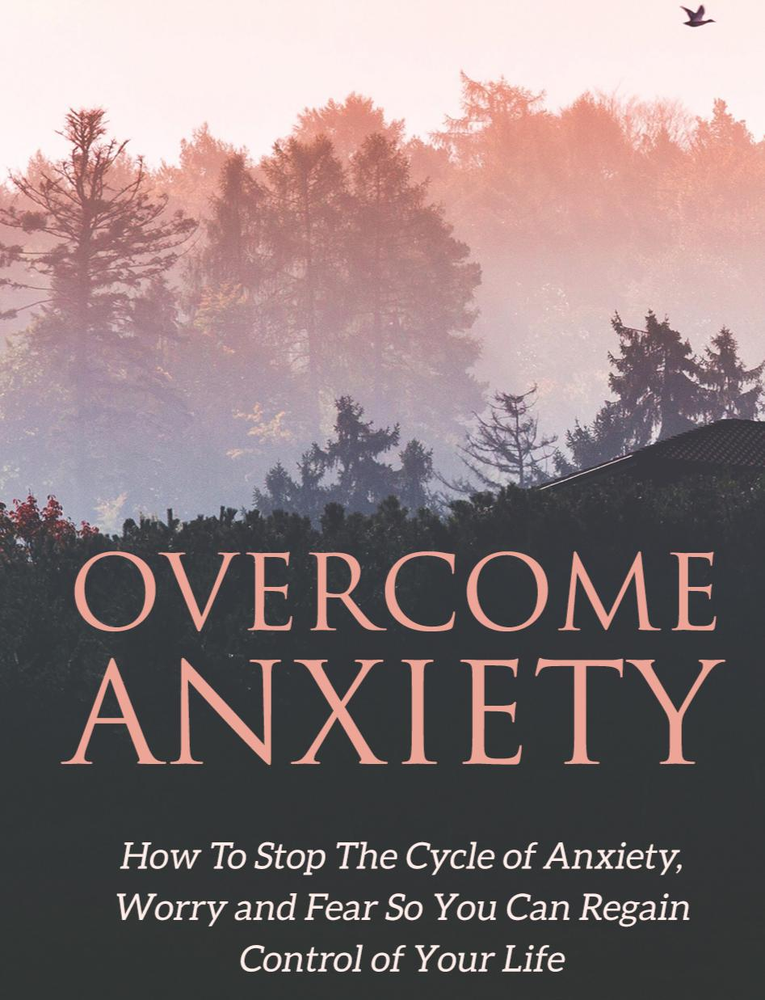 OVERCOME
ANXIETY
How To Stop The Cycle of Anxiety,
Worry and Fear So You Can Regain
Control of Your Life